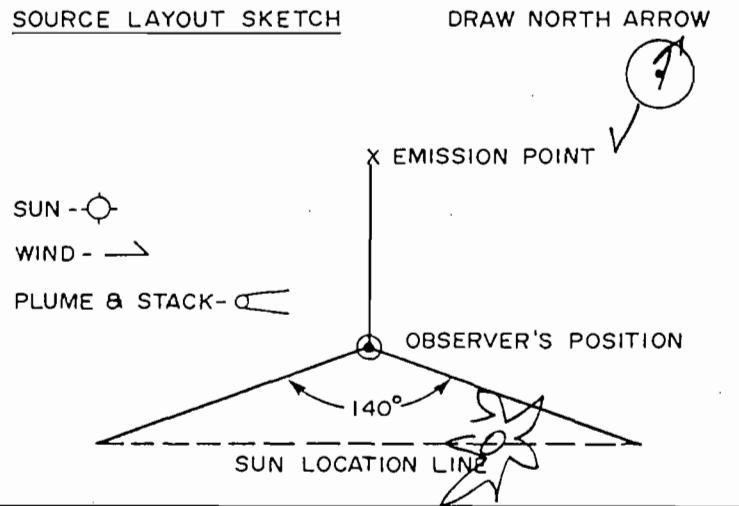 SOURCE LAYOUT SKETCH
DRAW NORTH ARROW
X EMISSION POINT
SUN -
WIND -
PLUME & STACK-
OBSERVER'S POSITION
140°
SUN LOCATION LINE